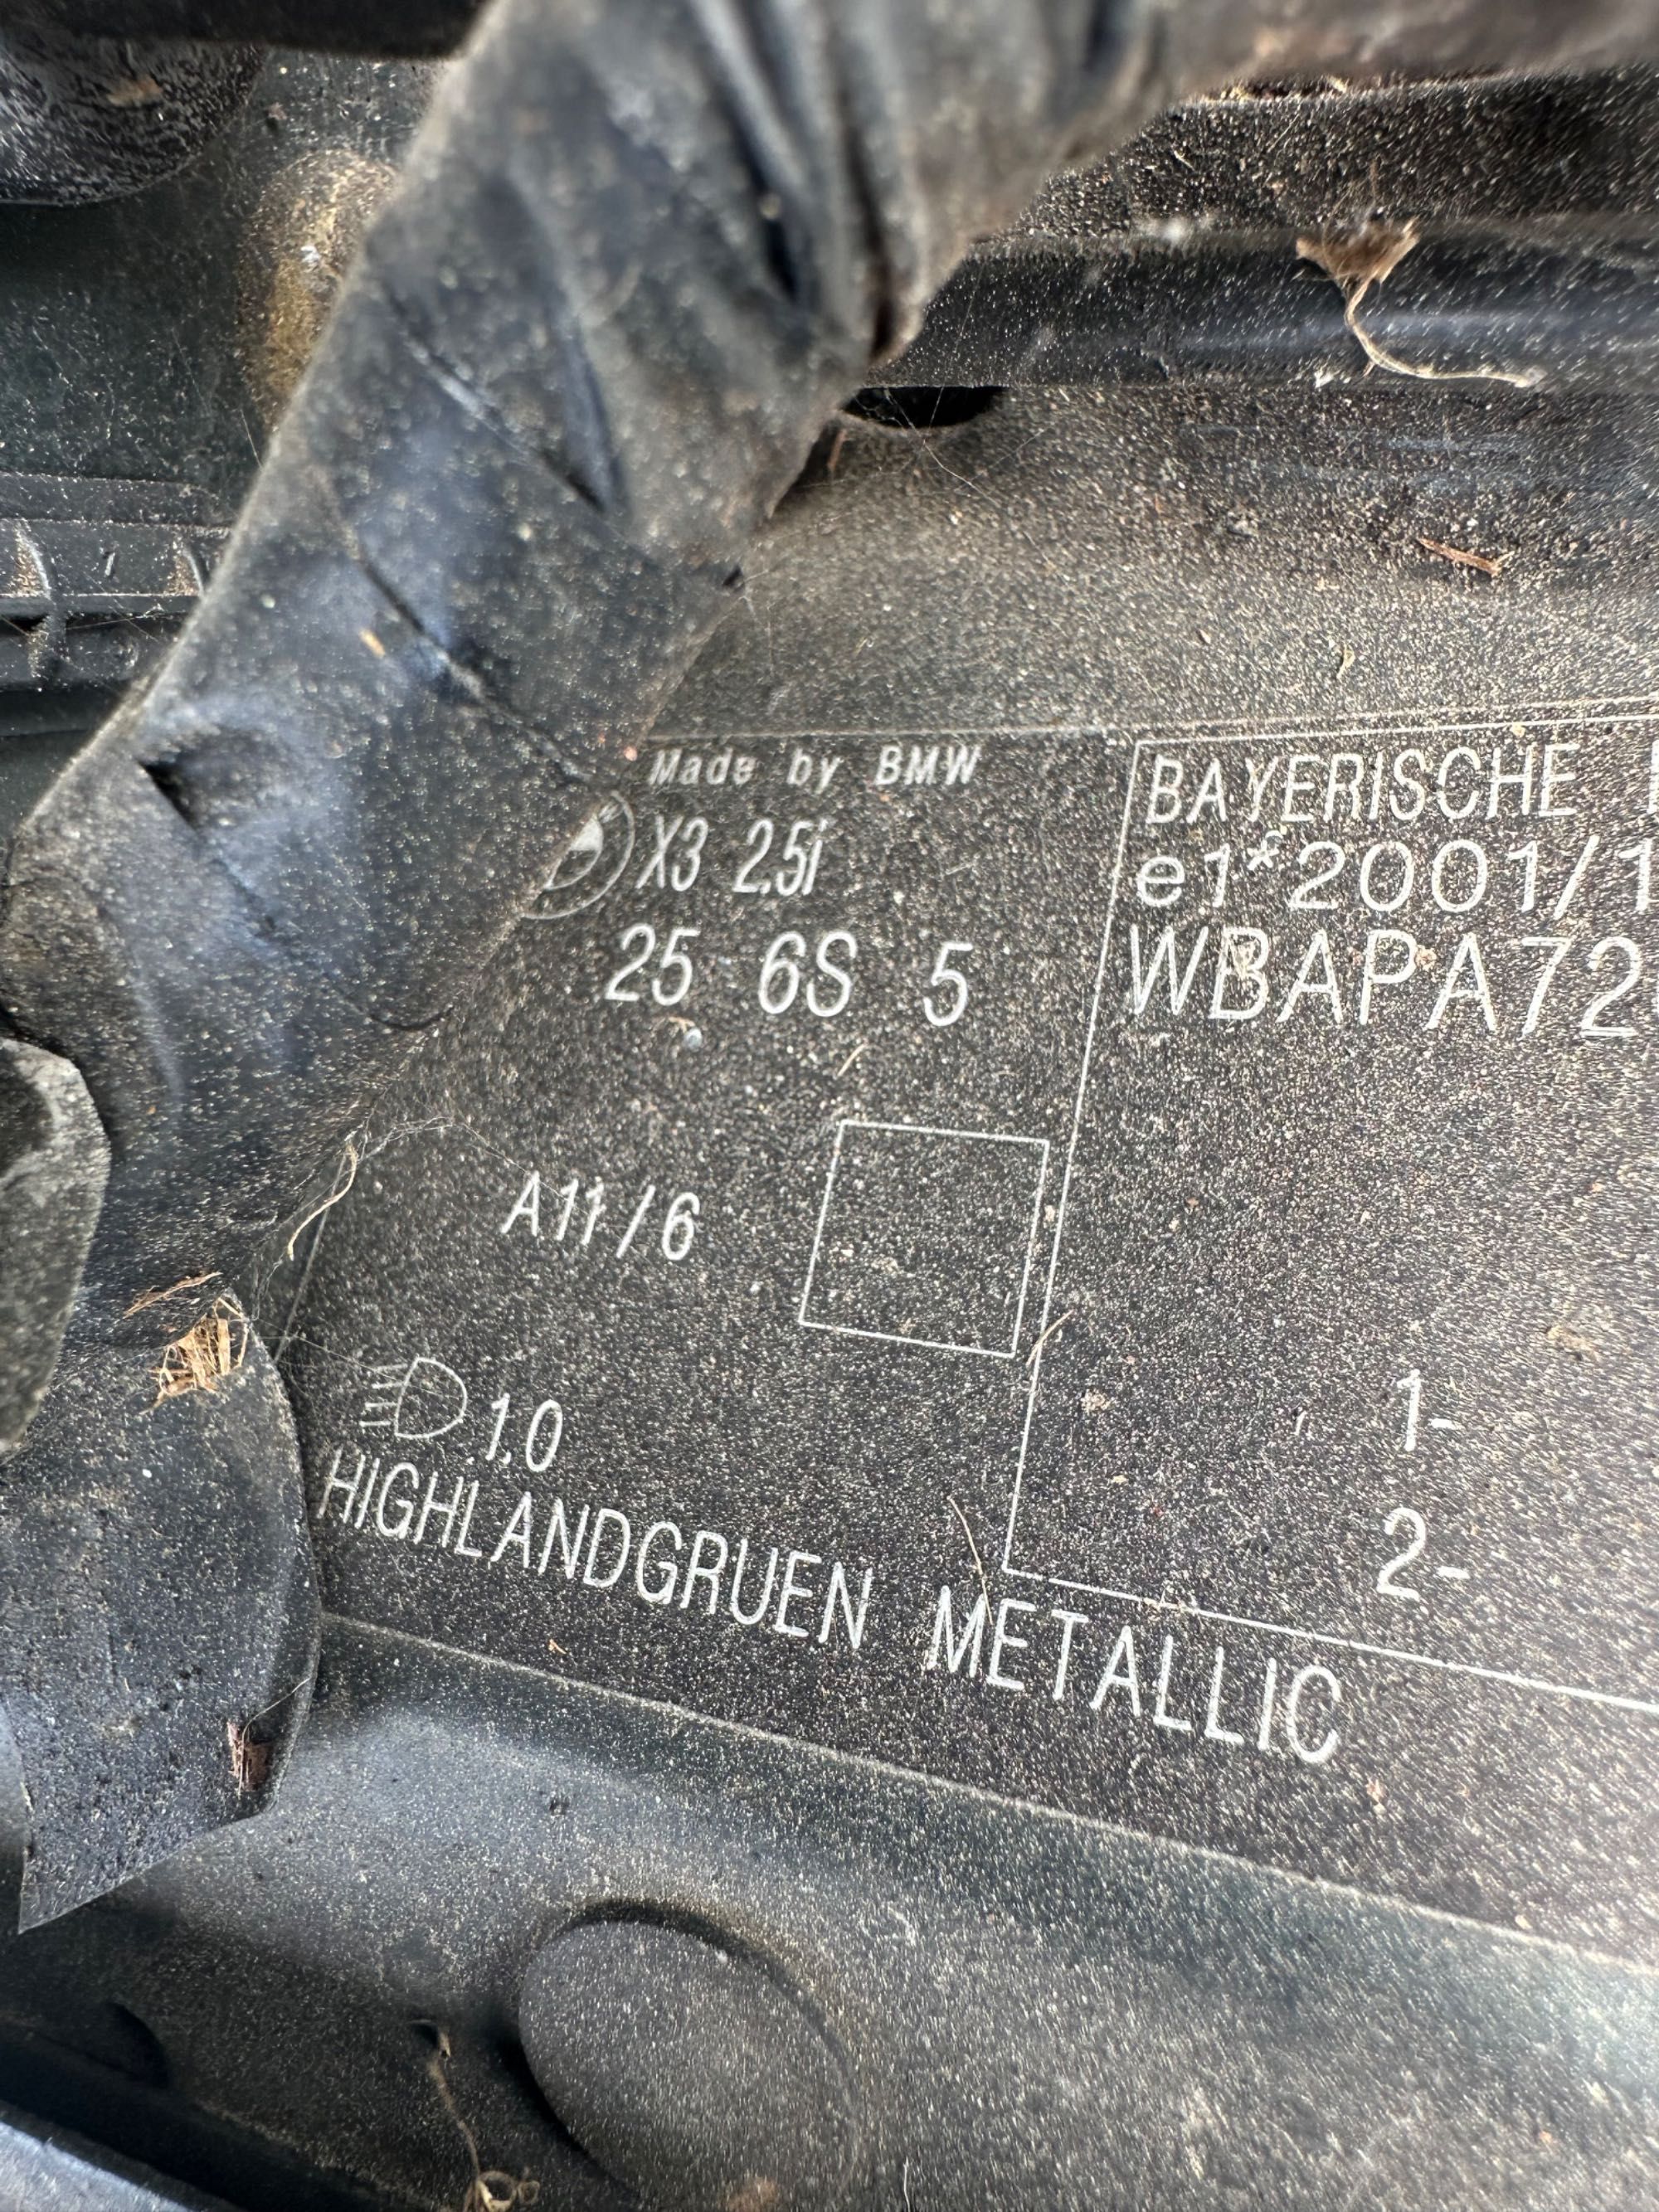 Made by BMW
X3 2.5i
25 6S 5
A11/6
1.0
HIGHLANDGRUEN METALLIC
BAYERISCHE
e1*2001/1
WBAPA72
1-
2-